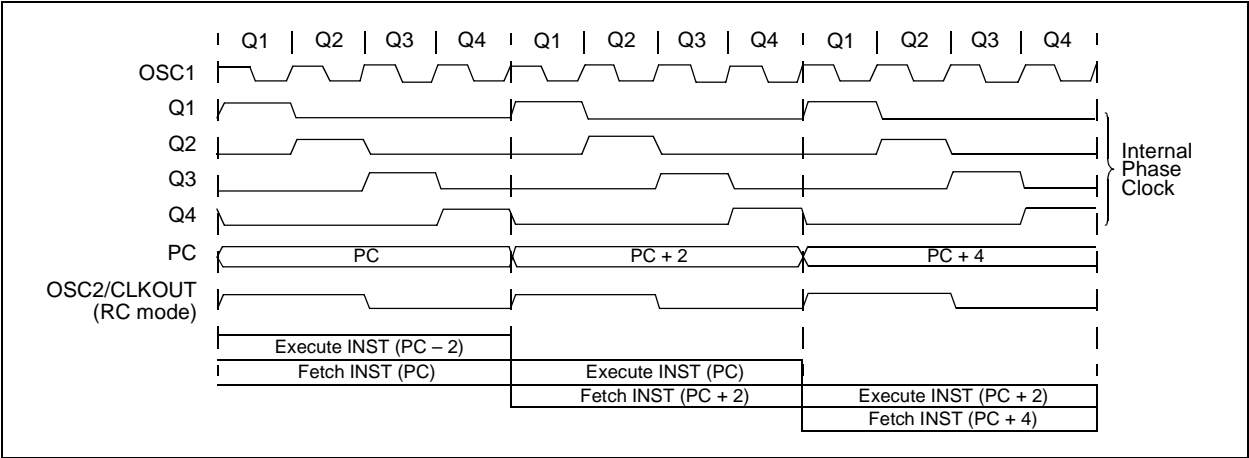 Q1 Q2 Q3 Q4 Q1 Q2 Q3 Q4 Q1 Q2 Q3 Q4
OSC1
Q1
Q2
Q3
Q4
Internal
Phase
Clock
PC
PC PC + 2 PC + 4
OSC2/CLKOUT
(RC mode)
Execute INST (PC – 2)
Fetch INST (PC) Execute INST (PC)
Fetch INST (PC + 2) Execute INST (PC + 2)
Fetch INST (PC + 4)